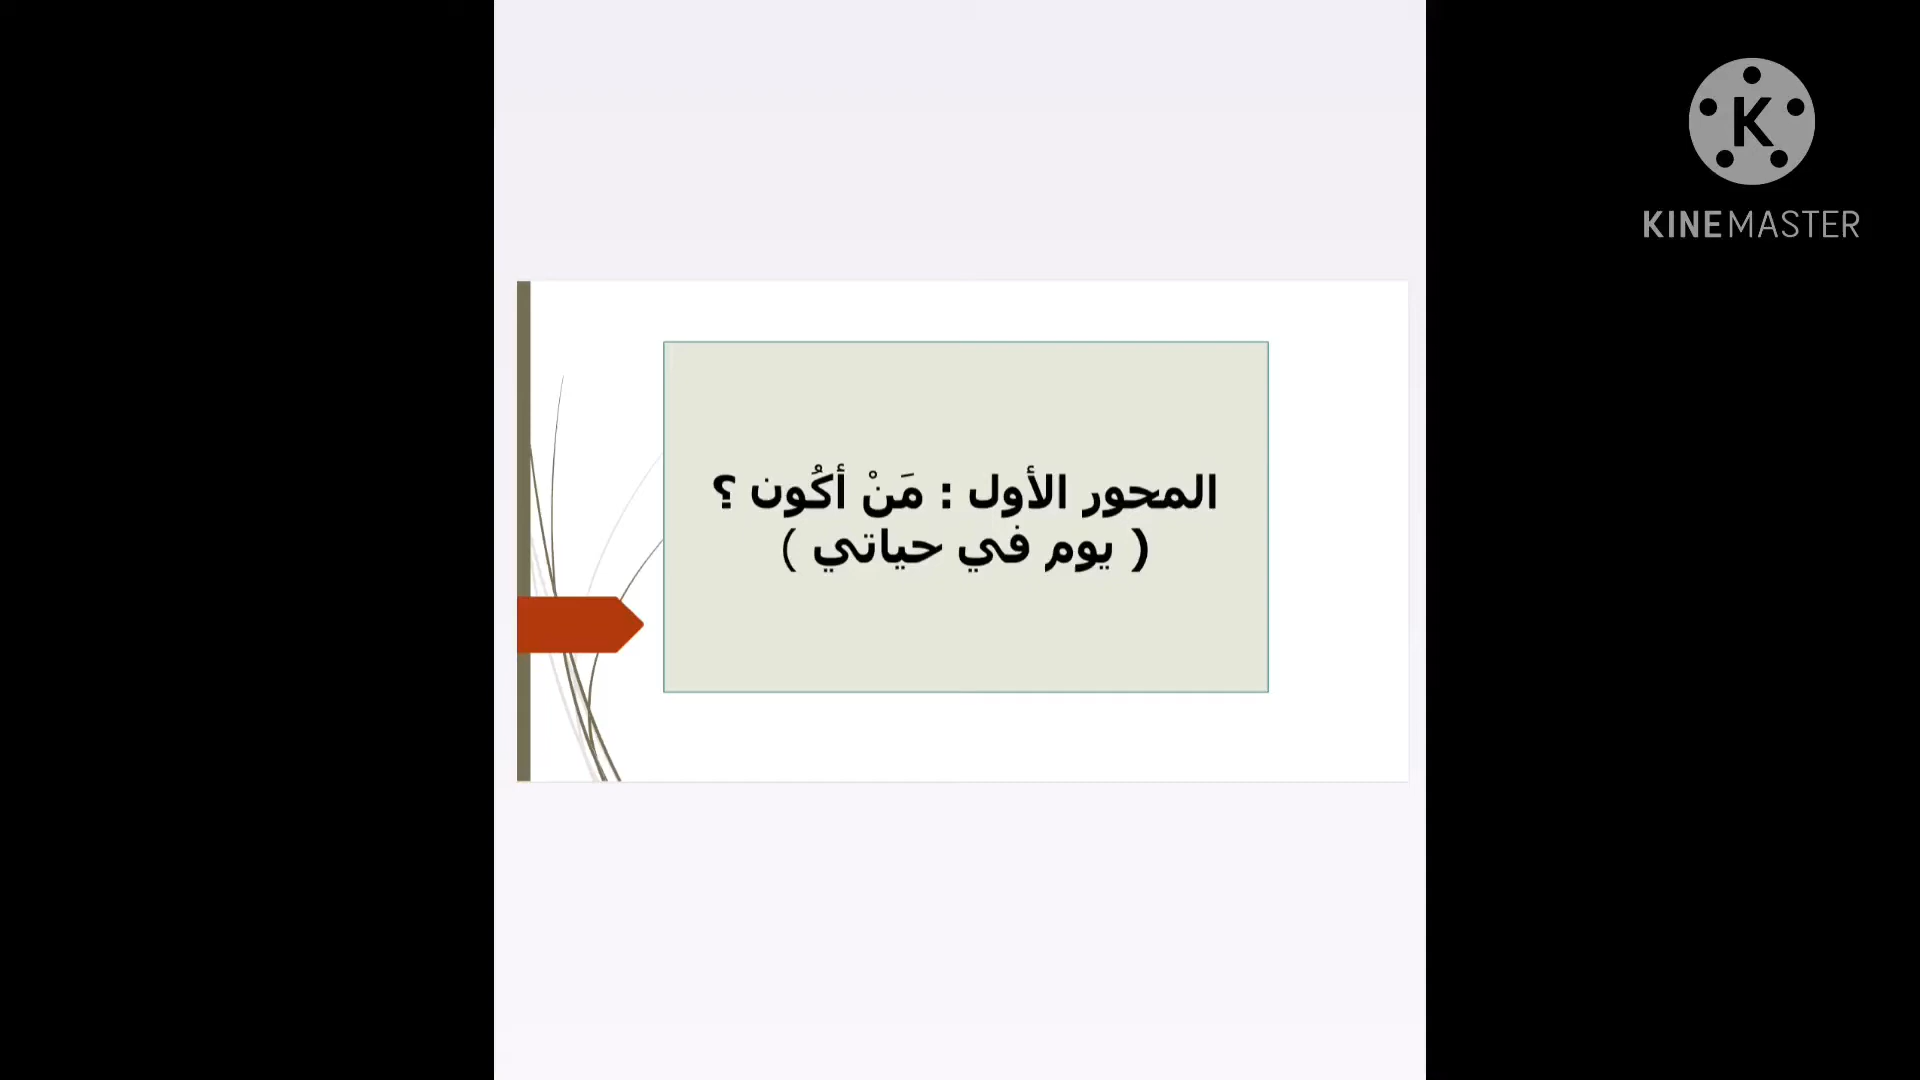 المحور الأول : مَنْ أكُون ؟
( يوم في حياتي )
K
KINEMASTER